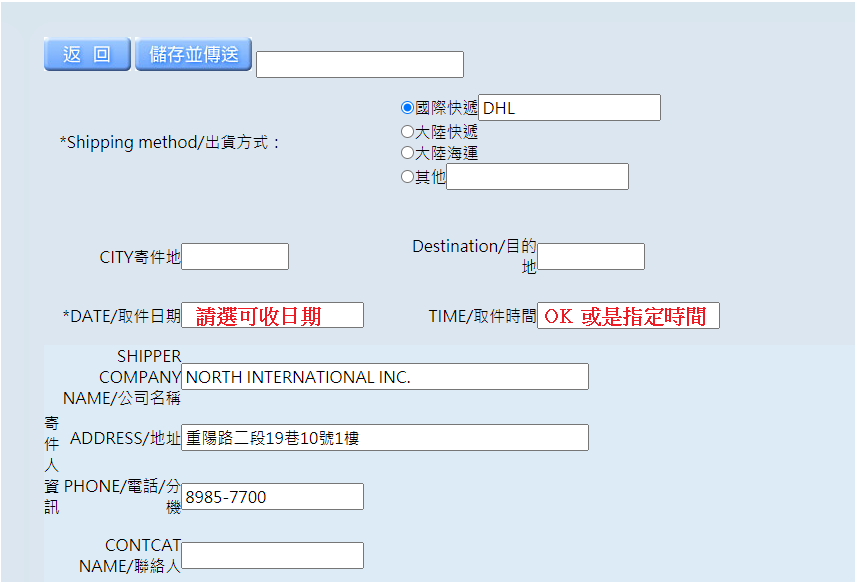 返 回 儲存並傳送
國際快遞 DHL
*Shipping method/出貨方式：
大陸快遞
大陸海運
其他
CITY寄件地
Destination/目的
地
*DATE/取件日期 請選可收日期
TIME/取件時間 OK 或是指定時間
SHIPPER
COMPANY
NAME/公司名稱
NORTH INTERNATIONAL INC.
寄件人資訊
ADDRESS/地址 重陽路二段19巷10號1樓
PHONE/電話/分
機
8985-7700
CONTCAT
NAME/聯絡人